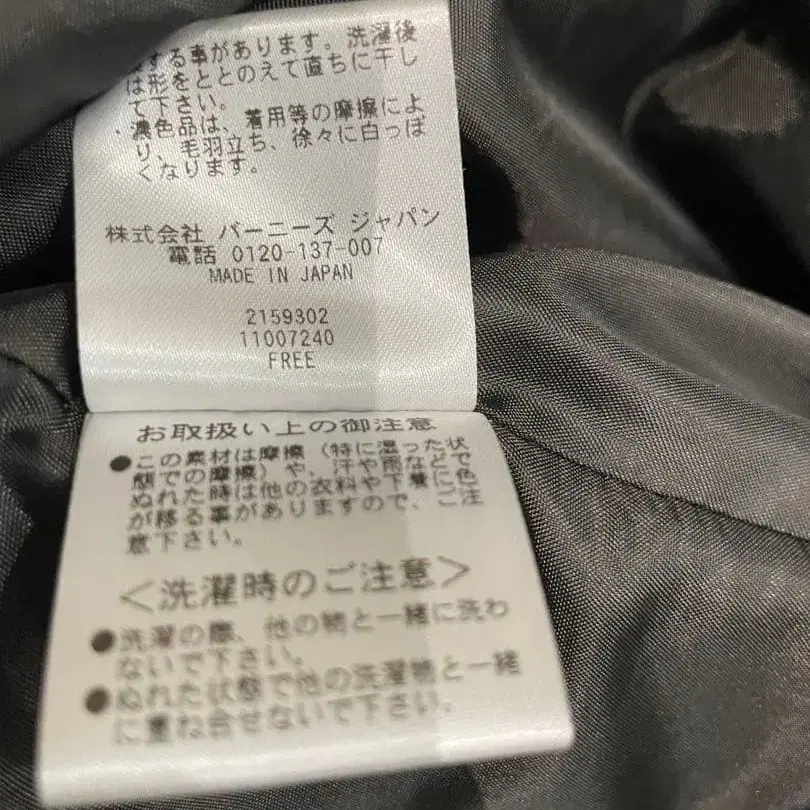 する事があります。洗濯後
は形をととのえて直ちに干し
て下さい。
・濃色品は、着用等の摩擦によ
り、毛羽立ち、徐々に白っぽ
くなります。
株式会社 バーニーズ ジャパン
電話 0120-137-007
MADE IN JAPAN
2159302
11007240
FREE
お取扱い上の御注意
●この素材は摩擦(特に湿った状
態での摩擦)や、汗や雨などで
ぬれた時は他の衣料や下着に色
が移る事がありますので、ご注
意下さい。
<洗濯時のご注意>
●洗濯の際、他の物と一緒に洗わ
ないで下さい。
●ぬれた状態で他の洗濯物と一緒
に重ね合せないで下さい。